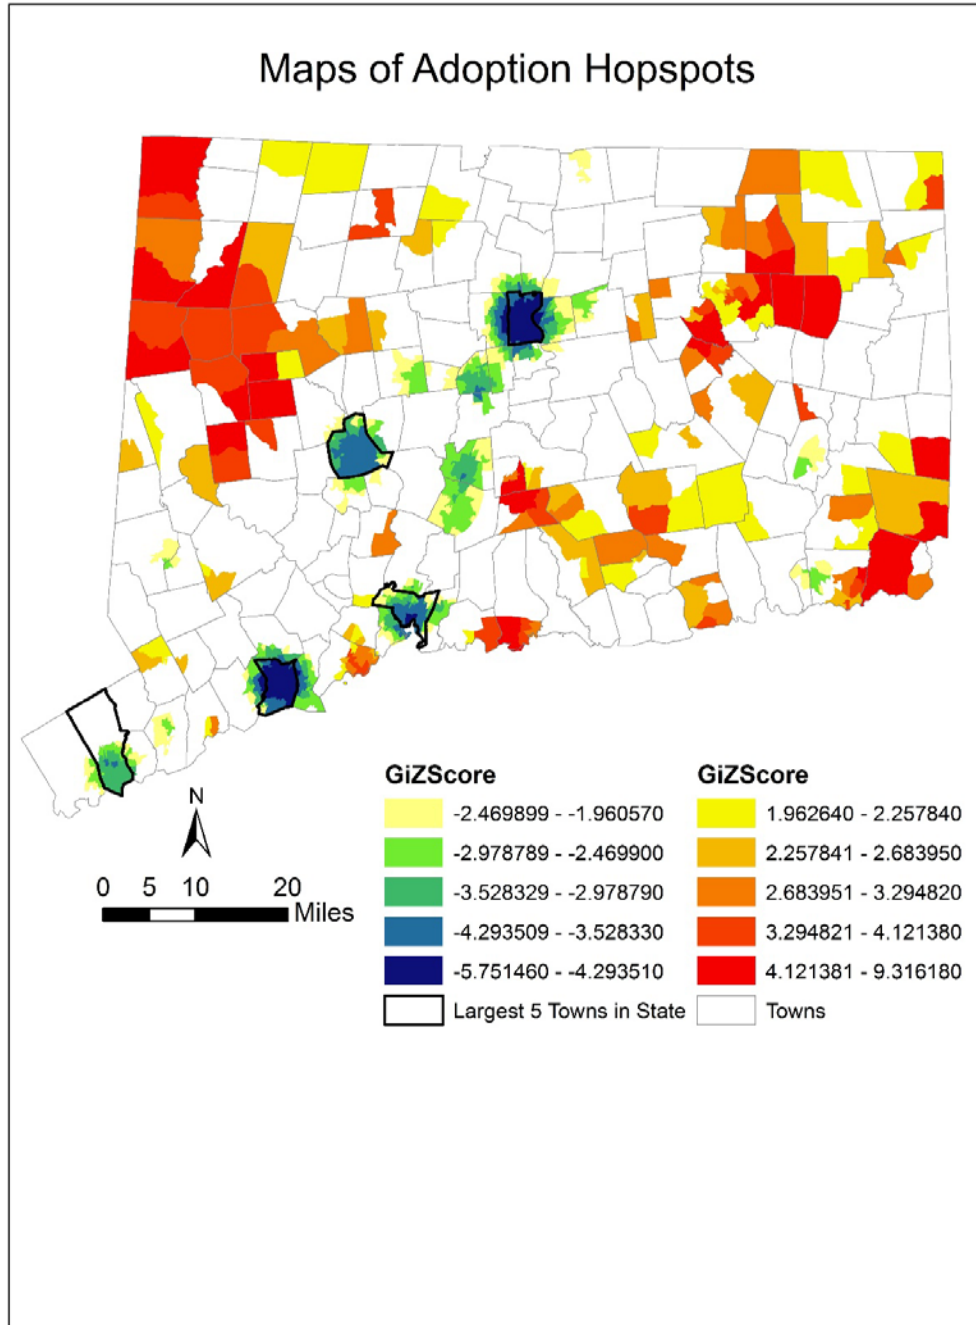 Maps of Adoption Hopspots
GiZScore
-2.469899 - -1.960570
-2.978789 - -2.469900
-3.528329 - -2.978790
-4.293509 - -3.528330
-5.751460 - -4.293510
Largest 5 Towns in State
GiZScore
1.962640 - 2.257840
2.257841 - 2.683950
2.683951 - 3.294820
3.294821 - 4.121380
4.121381 - 9.316180
Towns
N
0 5 10 20
Miles